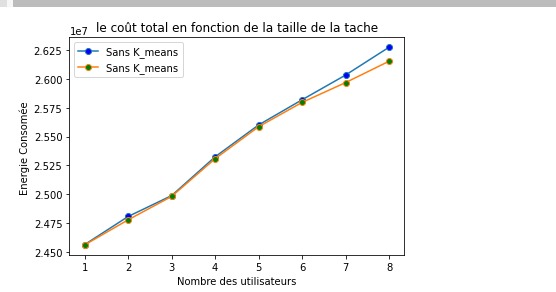 le coût total en fonction de la taille de la tache
1e7
Sans K_means
Sans K_means
2.625
2.600
2.575
2.550
2.525
2.500
2.475
2.450
Energie Consomée
1 2 3 4 5 6 7 8
Nombre des utilisateurs